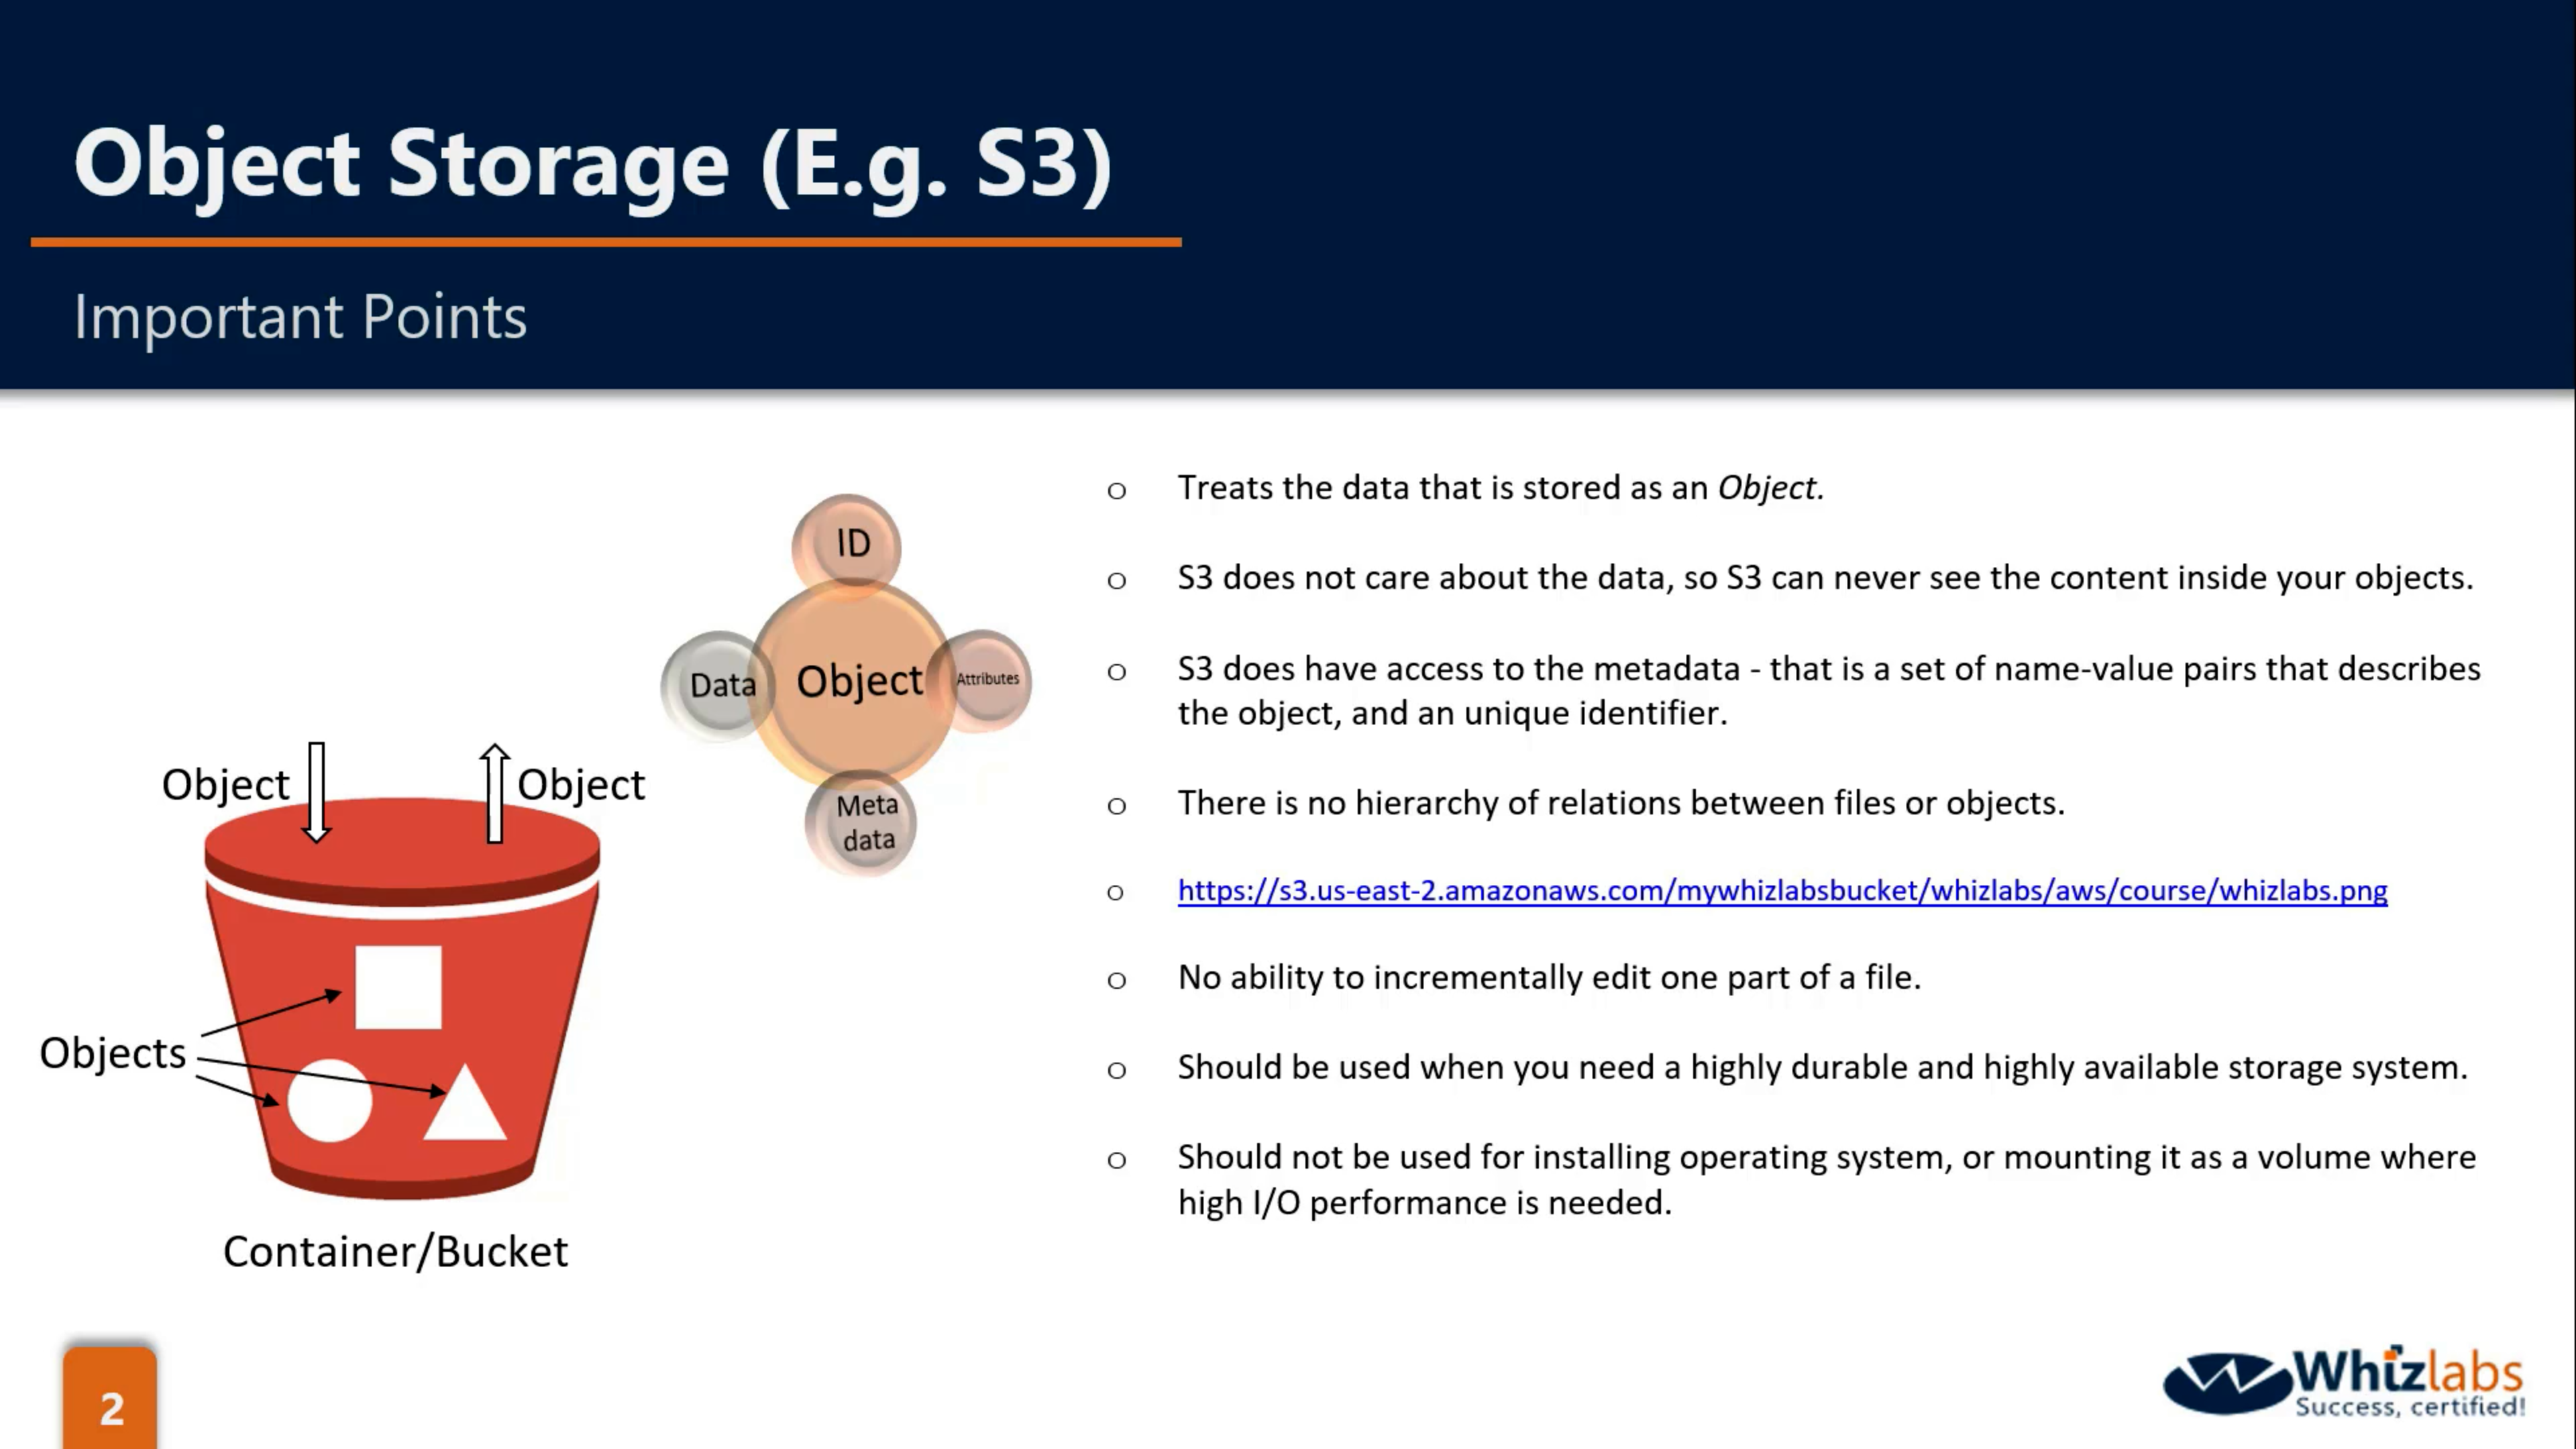 Object Storage (E.g. S3)
Important Points
ID
Data
Object
Attributes
Meta
data
Object
Object
Objects
Container/Bucket
o Treats the data that is stored as an Object.
o S3 does not care about the data, so S3 can never see the content inside your objects.
o S3 does have access to the metadata - that is a set of name-value pairs that describes
the object, and an unique identifier.
o There is no hierarchy of relations between files or objects.
o https://s3.us-east-2.amazonaws.com/mywhizlabsbucket/whizlabs/aws/course/whizlabs.png
o No ability to incrementally edit one part of a file.
o Should be used when you need a highly durable and highly available storage system.
o Should not be used for installing operating system, or mounting it as a volume where
high I/O performance is needed.
2
Whizlabs
Success, certified!